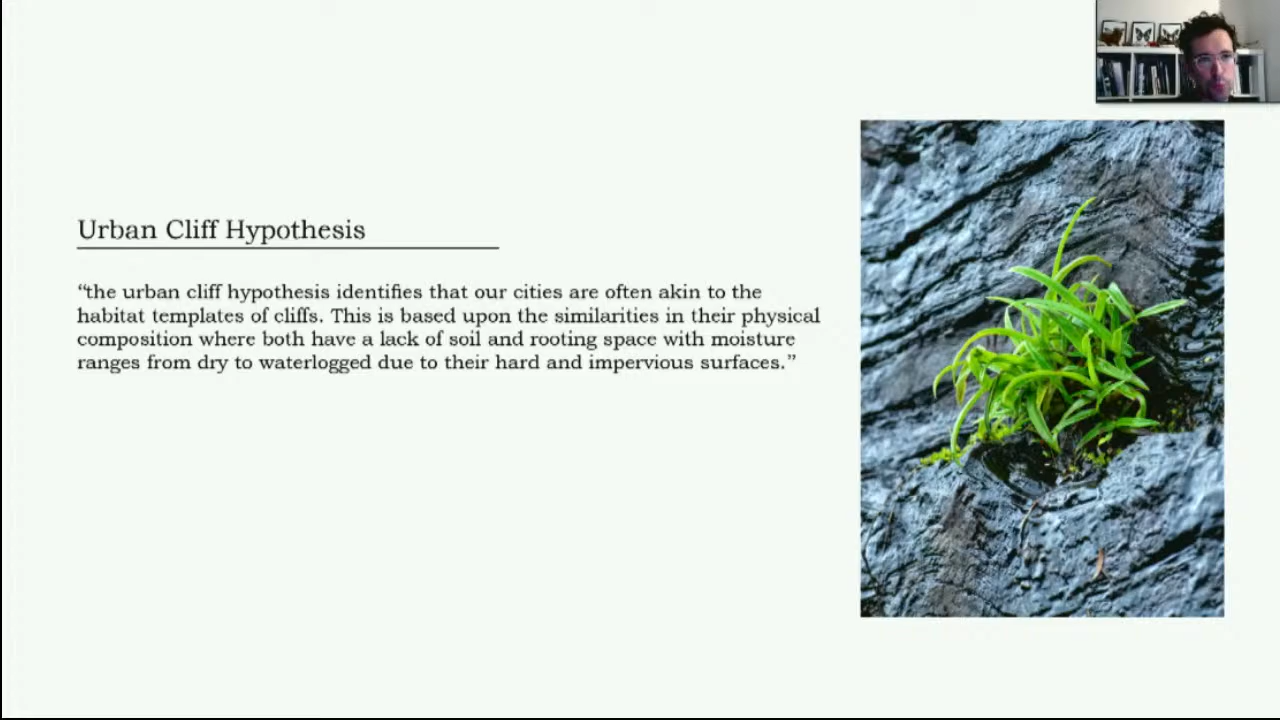 Urban Cliff Hypothesis
“the urban cliff hypothesis identifies that our cities are often akin to the
habitat templates of cliffs. This is based upon the similarities in their physical
composition where both have a lack of soil and rooting space with moisture
ranges from dry to waterlogged due to their hard and impervious surfaces.”